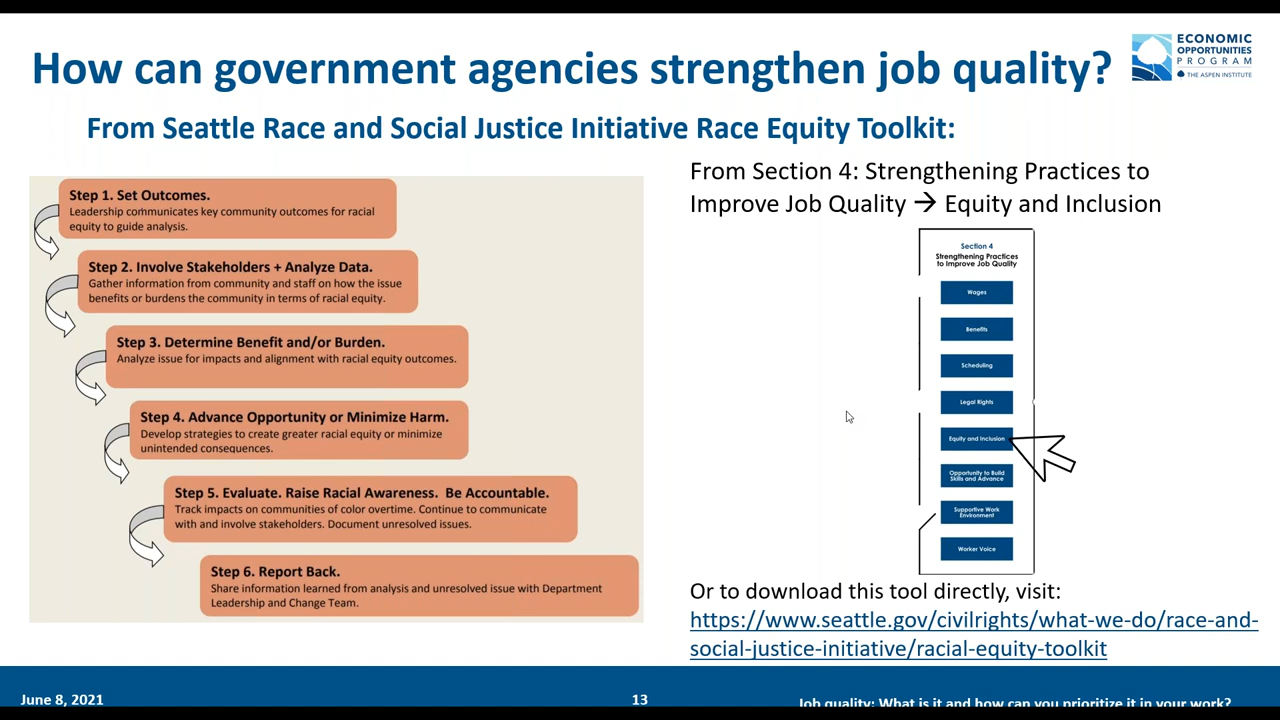 How can government agencies strengthen job quality?
ECONOMIC
OPPORTUNITIES
PROGRAM
THE ASPEN INSTITUTE
From Seattle Race and Social Justice Initiative Race Equity Toolkit:
Step 1. Set Outcomes.
Leadership communicates key community outcomes for racial
equity to guide analysis.
Step 2. Involve Stakeholders + Analyze Data.
Gather information from community and staff on how the issue
benefits or burdens the community in terms of racial equity.
Step 3. Determine Benefit and/or Burden.
Analyze issue for impacts and alignment with racial equity outcomes.
Step 4. Advance Opportunity or Minimize Harm.
Develop strategies to create greater racial equity or minimize
unintended consequences.
Step 5. Evaluate. Raise Racial Awareness. Be Accountable.
Track impacts on communities of color overtime. Continue to communicate
with and involve stakeholders. Document unresolved issues.
Step 6. Report Back.
Share information learned from analysis and unresolved issue with Department
Leadership and Change Team.
From Section 4: Strengthening Practices to
Improve Job Quality → Equity and Inclusion
Section 4
Strengthening Practices
to Improve Job Quality
Wages
Benefits
Scheduling
Legal Rights
Equity and Inclusion
Opportunity to Build
Skills and Advance
Supportive Work
Environment
Worker Voice
Or to download this tool directly, visit:
https://www.seattle.gov/civilrights/what-we-do/race-and-
social-justice-initiative/racial-equity-toolkit
June 8, 2021
13
Job quality: What is it and how can you prioritize it in your work?